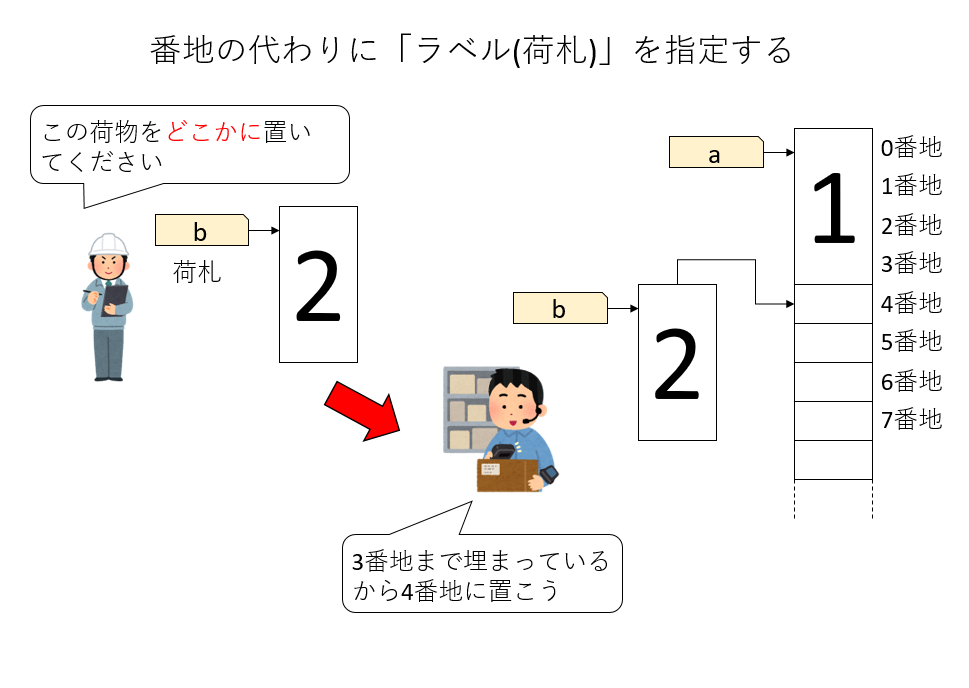 番地の代わりに「ラベル(荷札)」を指定する
この荷物をどこかに置い
てください
b
荷札
2
b
2
a
1
0番地
1番地
2番地
3番地
4番地
5番地
6番地
7番地
3番地まで埋まっている
から4番地に置こう